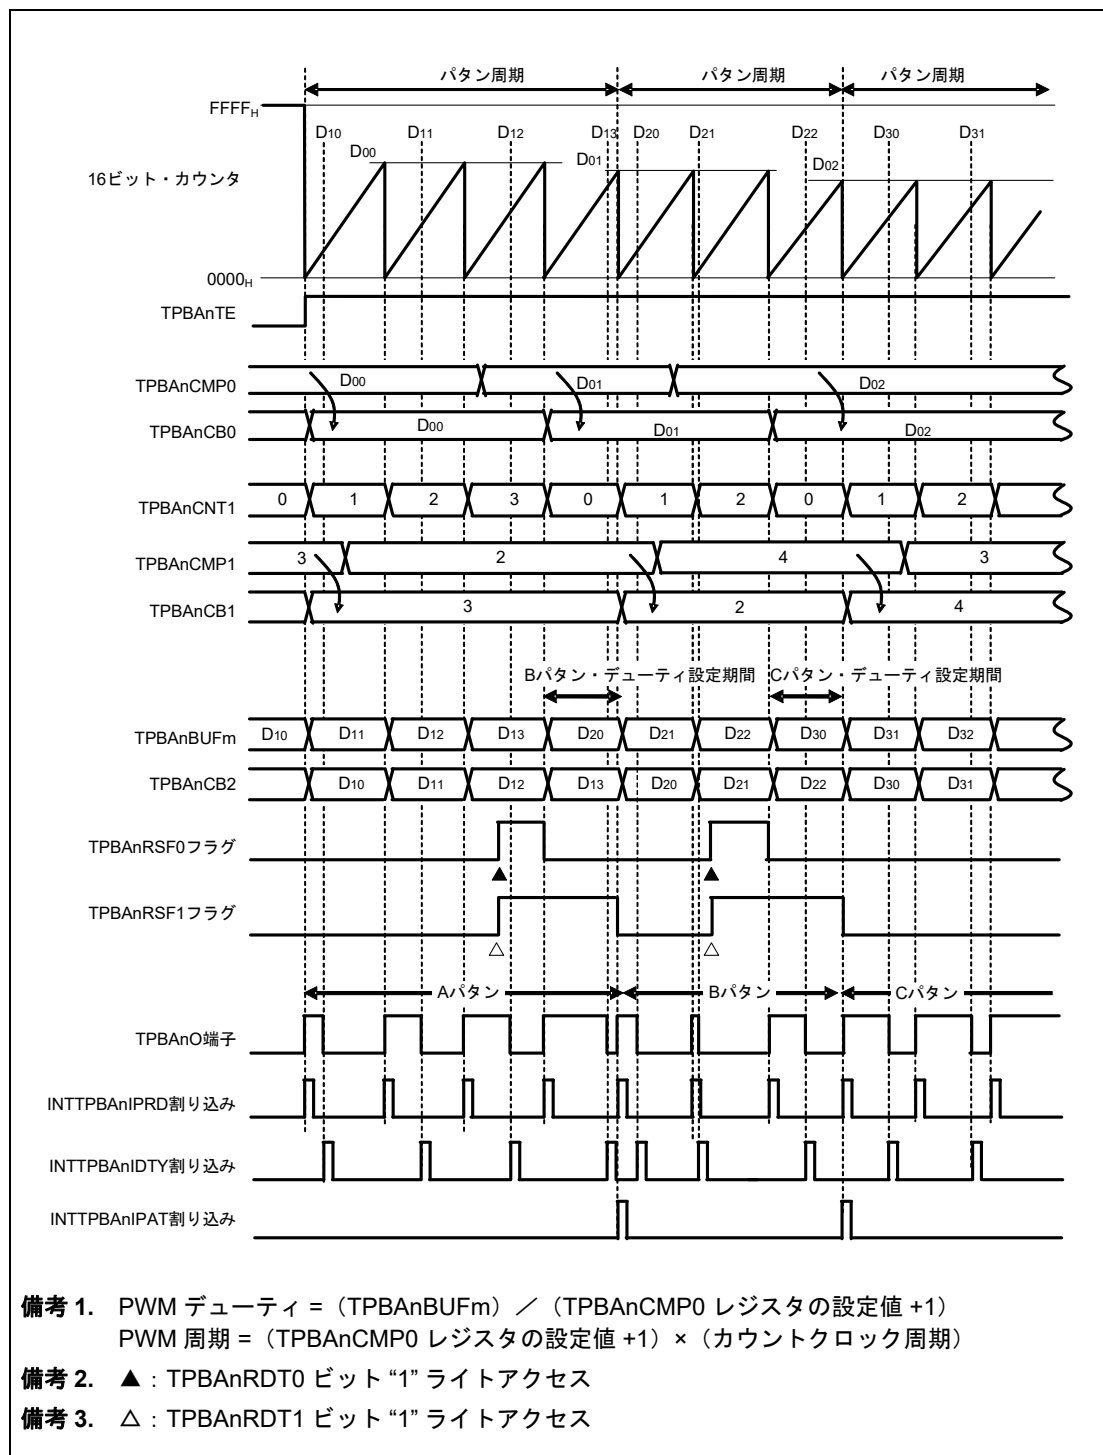 パタン周期 パタン周期 パタン周期
FFFFH
D10 D11 D12 D13 D20 D21 D22 D30 D31
D00 D01 D02
16ビット・カウンタ
0000H
TPBAnTE
TPBAnCMP0 D00 D01 D02
TPBAnCB0 D00 D01 D02
TPBAnCNT1 0 1 2 3 0 1 2 0 1 2
TPBAnCMP1 3 2 4 3
TPBAnCB1 3 2 4
Bパタン・デューティ設定期間 Cパタン・デューティ設定期間
TPBAnBUFm D10 D11 D12 D13 D20 D21 D22 D30 D31 D32
TPBAnCB2 D10 D11 D12 D13 D20 D21 D22 D30 D31
TPBAnRSF0フラグ
▲ ▲
TPBAnRSF1フラグ
△ △
Aパタン Bパタン Cパタン
TPBAnO端子
INTTPBAnIPRD割り込み
INTTPBAnIDTY割り込み
INTTPBAnIPAT割り込み
備考 1. PWM デューティ =（TPBAnBUFm）／（TPBAnCMP0 レジスタの設定値 +1）
PWM 周期 =（TPBAnCMP0 レジスタの設定値 +1）×（カウントクロック周期）
備考 2. ▲：TPBAnRDT0 ビット “1” ライトアクセス
備考 3. △：TPBAnRDT1 ビット “1” ライトアクセス